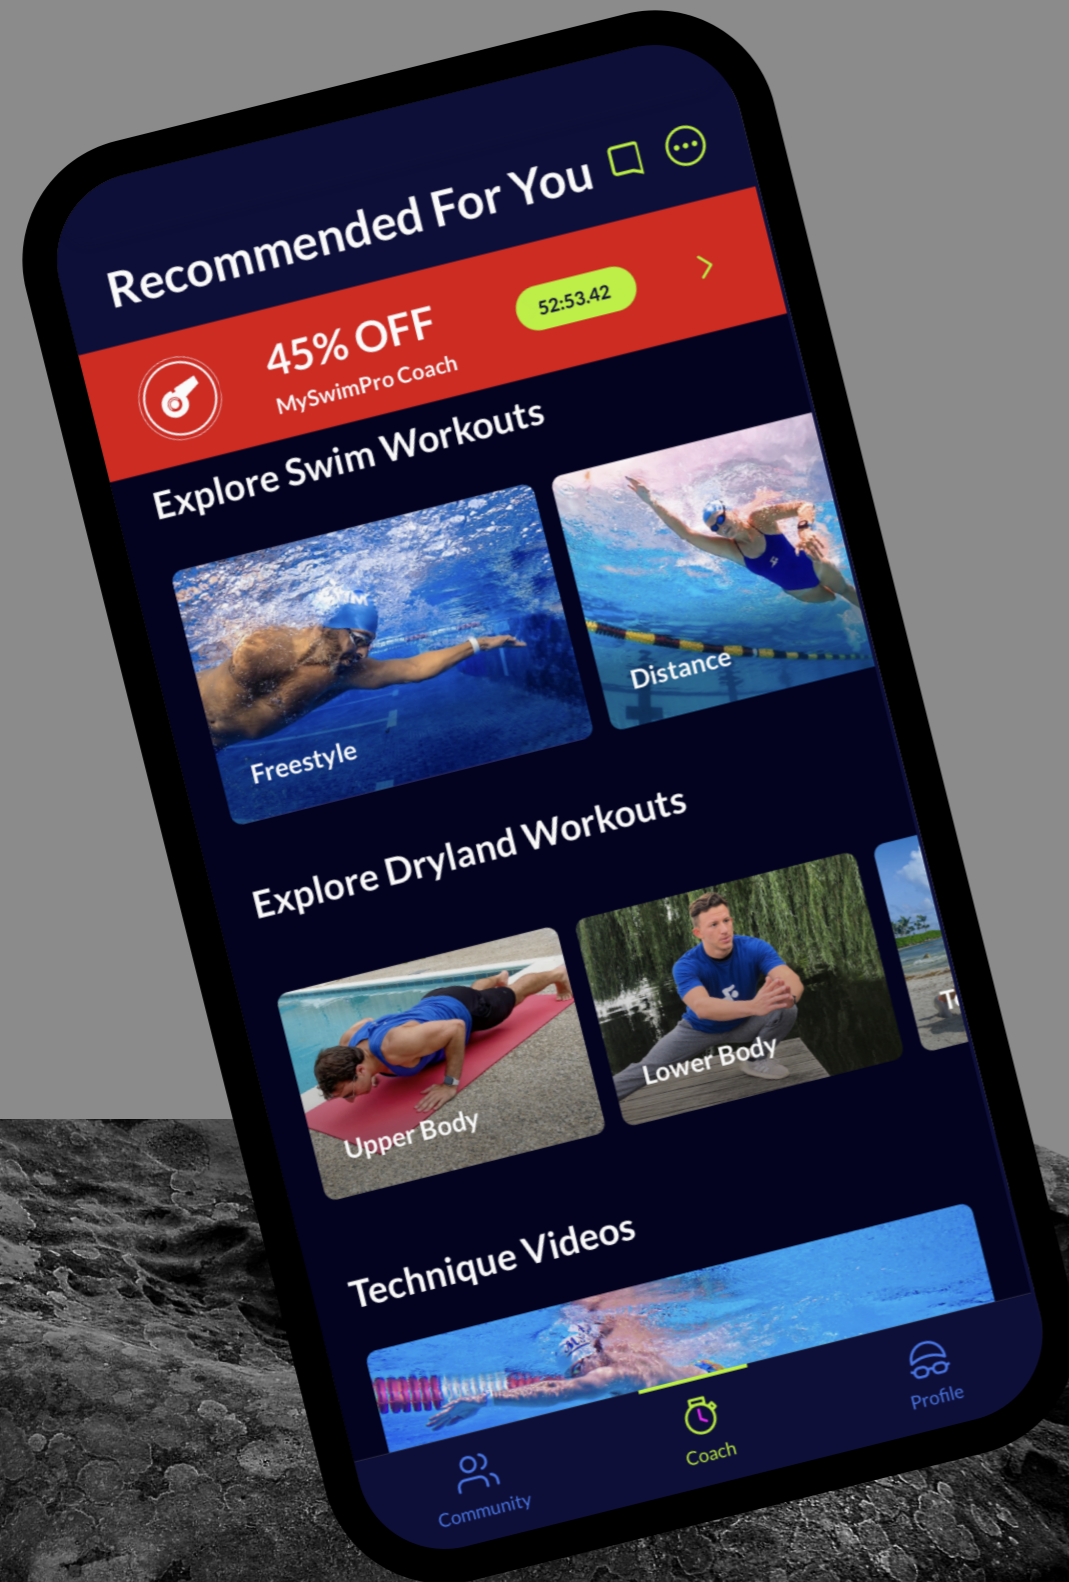 Recommended For You
45% OFF
52:53.42
MySwimPro Coach
Explore Swim Workouts
Freestyle
Distance
Explore Dryland Workouts
Upper Body
Lower Body
Technique Videos
Community
Coach
Profile